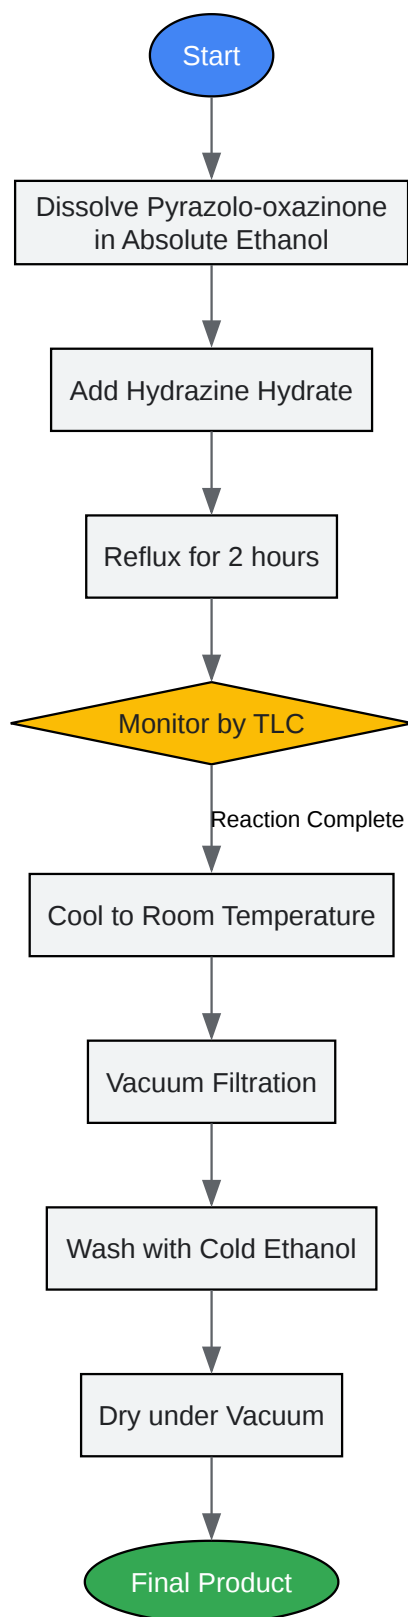 Start
Dissolve Pyrazolo-oxazinone
in Absolute Ethanol
Add Hydrazine Hydrate
Reflux for 2 hours
Monitor by TLC
Reaction Complete
Cool to Room Temperature
Vacuum Filtration
Wash with Cold Ethanol
Dry under Vacuum
Final Product